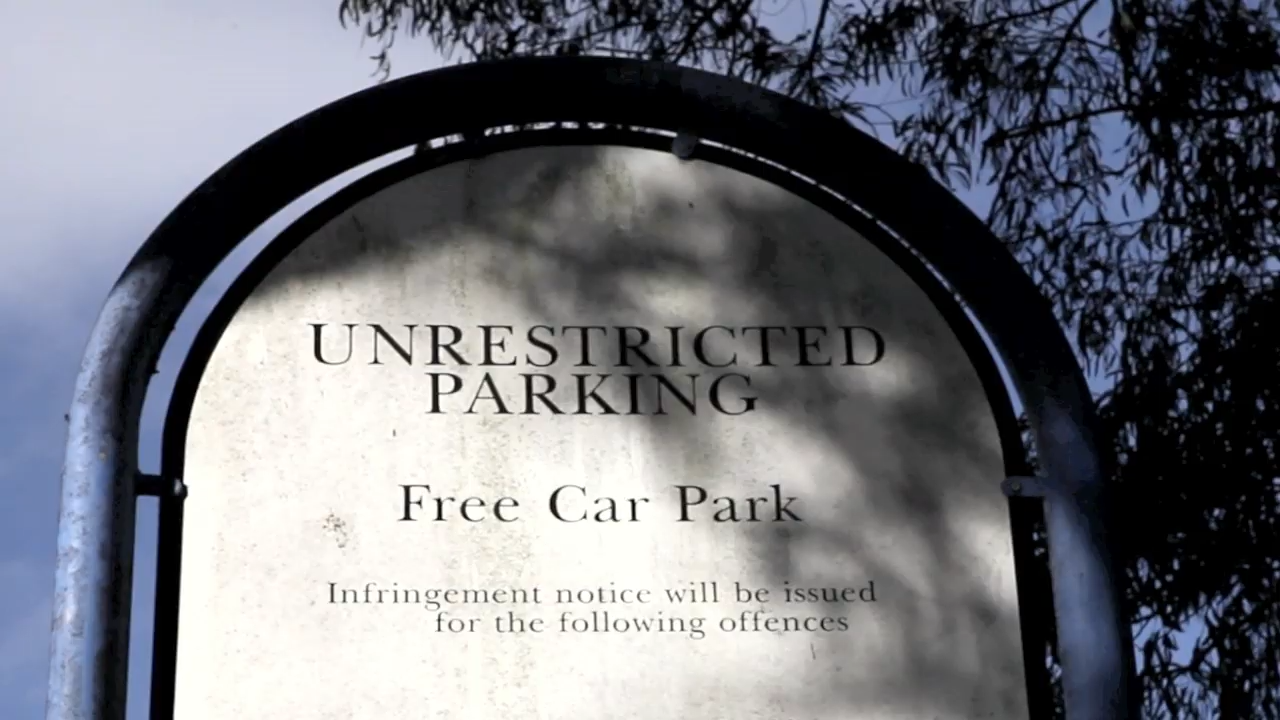 UNRESTRICTED
PARKING
Free Car Park
Infringement notice will be issued
for the following offences